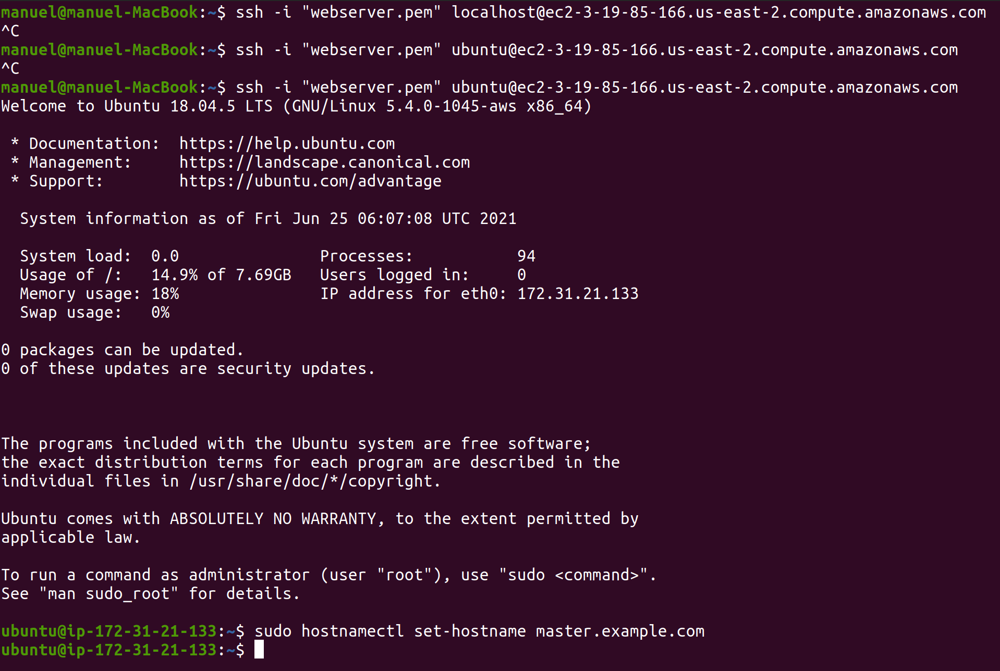 manuel@manuel-MacBook:~$ ssh -i "webserver.pem" localhost@ec2-3-19-85-166.us-east-2.compute.amazonaws.com
^C
manuel@manuel-MacBook:~$ ssh -i "webserver.pem" ubuntu@ec2-3-19-85-166.us-east-2.compute.amazonaws.com
^C
manuel@manuel-MacBook:~$ ssh -i "webserver.pem" ubuntu@ec2-3-19-85-166.us-east-2.compute.amazonaws.com
Welcome to Ubuntu 18.04.5 LTS (GNU/Linux 5.4.0-1045-aws x86_64)

 * Documentation:  https://help.ubuntu.com
 * Management:     https://landscape.canonical.com
 * Support:        https://ubuntu.com/advantage

  System information as of Fri Jun 25 06:07:08 UTC 2021

  System load:  0.0               Processes:           94
  Usage of /:   14.9% of 7.69GB   Users logged in:     0
  Memory usage: 18%               IP address for eth0: 172.31.21.133
  Swap usage:   0%

0 packages can be updated.
0 of these updates are security updates.

The programs included with the Ubuntu system are free software;
the exact distribution terms for each program are described in the
individual files in /usr/share/doc/*/copyright.

Ubuntu comes with ABSOLUTELY NO WARRANTY, to the extent permitted by
applicable law.

To run a command as administrator (user "root"), use "sudo <command>".
See "man sudo_root" for details.

ubuntu@ip-172-31-21-133:~$ sudo hostnamectl set-hostname master.example.com
ubuntu@ip-172-31-21-133:~$